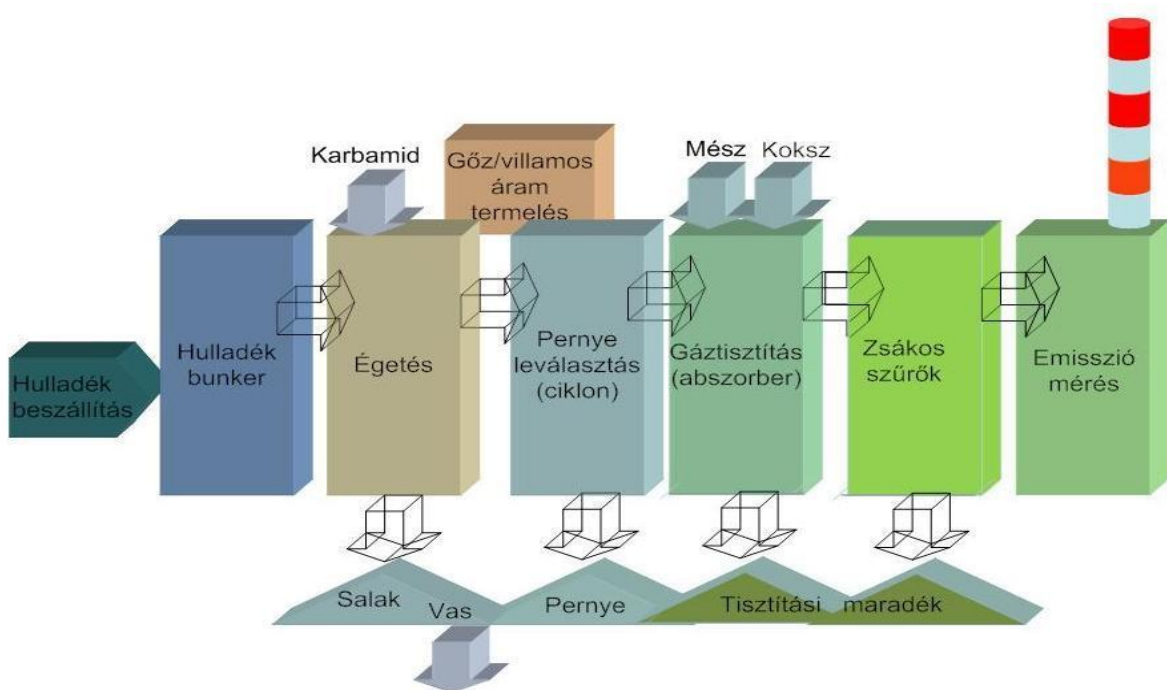 Karbamid
Gőz/villamos
áram
termelés
Mész
Koksz
Hulladék
beszállítás
Hulladék
bunker
Égetés
Pernye
leválasztás
(ciklon)
Gáztisztítás
(abszorber)
Zsákos
szűrők
Emisszió
mérés
Salak
Vas
Pernye
Tisztítási maradék